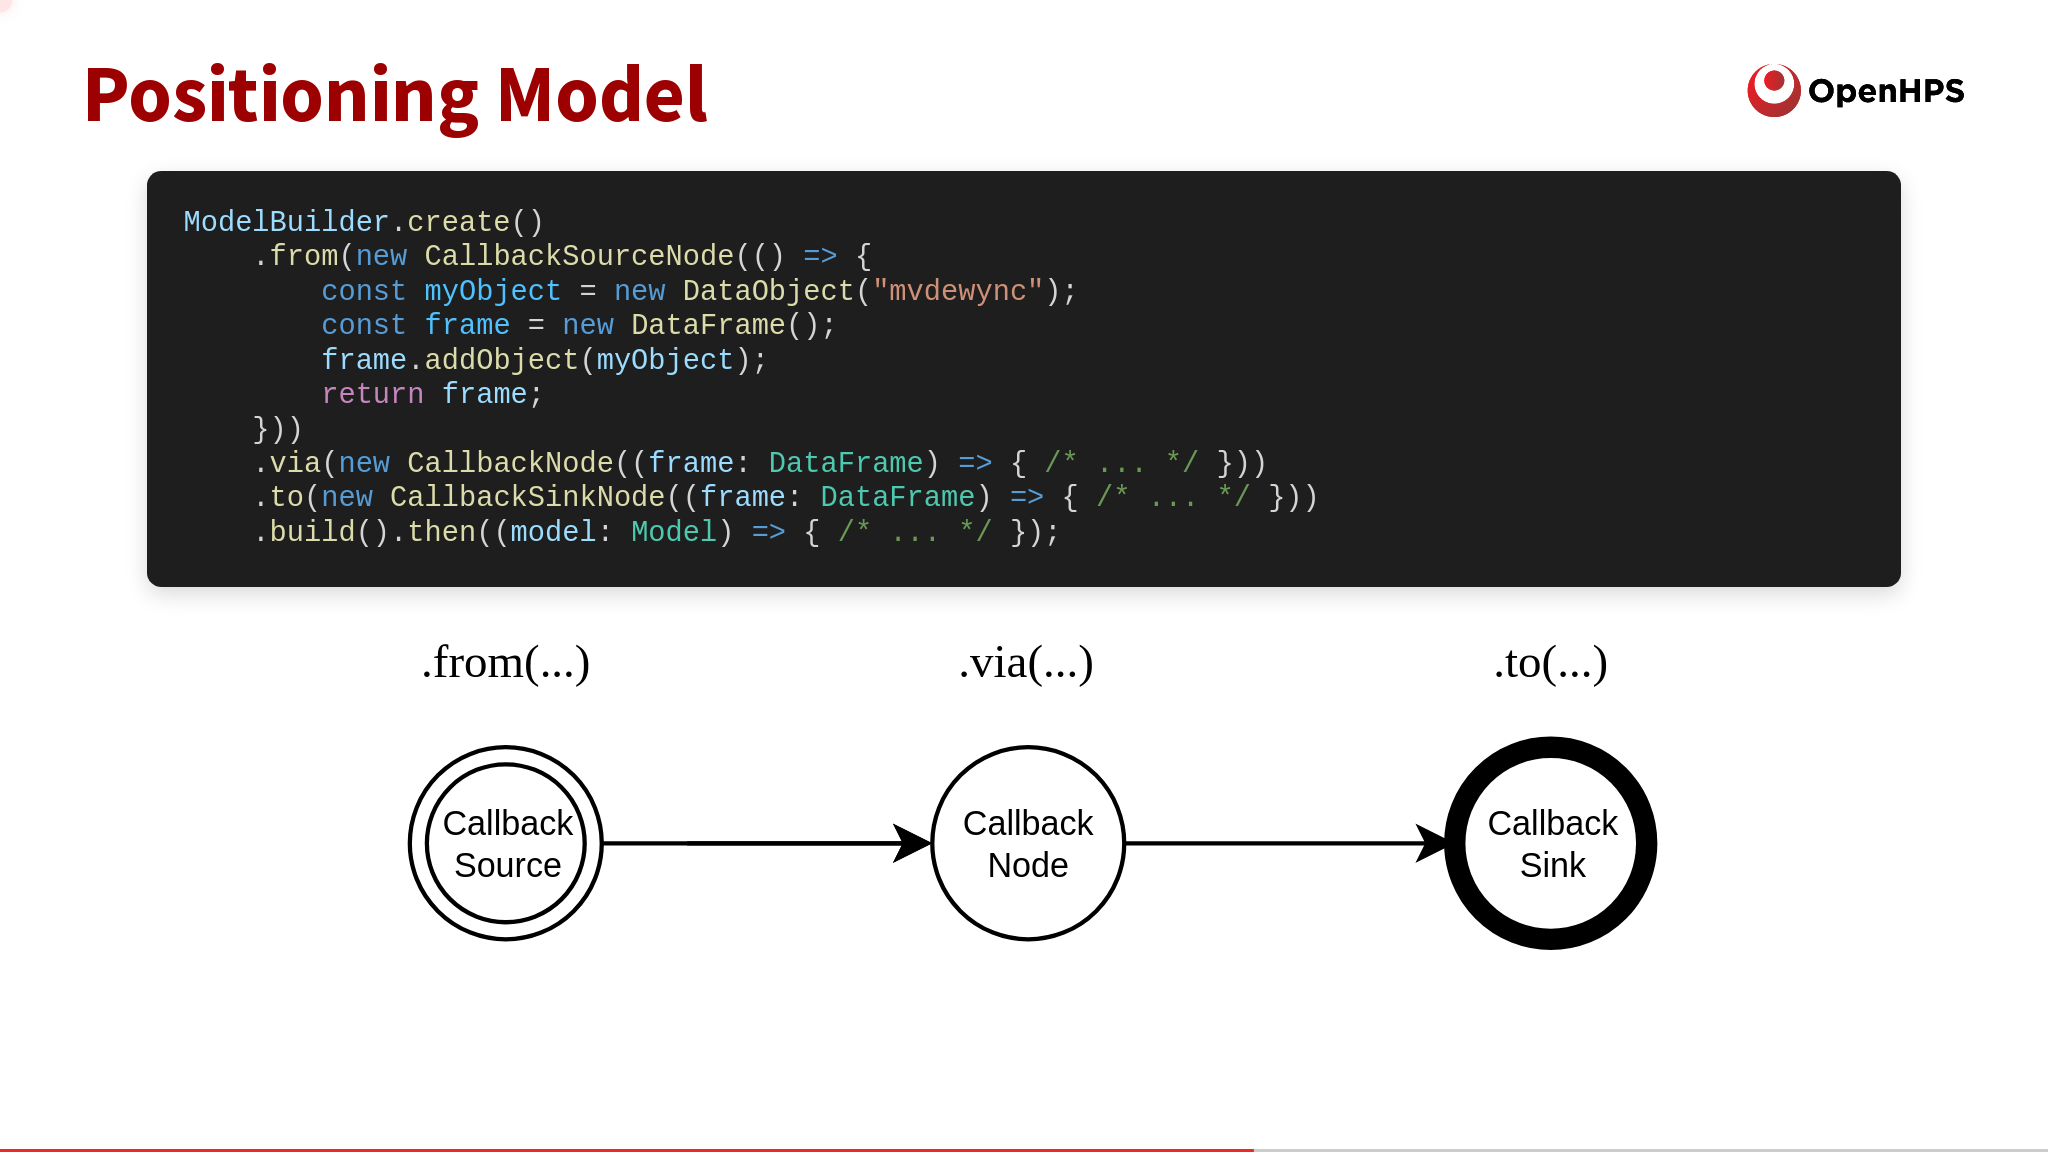 Positioning Model
OpenHPS
ModelBuilder.create()
    .from(new CallbackSourceNode(() => {
        const myObject = new DataObject("mvdewync");
        const frame = new DataFrame();
        frame.addObject(myObject);
        return frame;
    }))
    .via(new CallbackNode((frame: DataFrame) => { /* ... */ }))
    .to(new CallbackSinkNode((frame: DataFrame) => { /* ... */ }))
    .build().then((model: Model) => { /* ... */ });
.from(...)
.via(...)
.to(...)
Callback
Source
Callback
Node
Callback
Sink